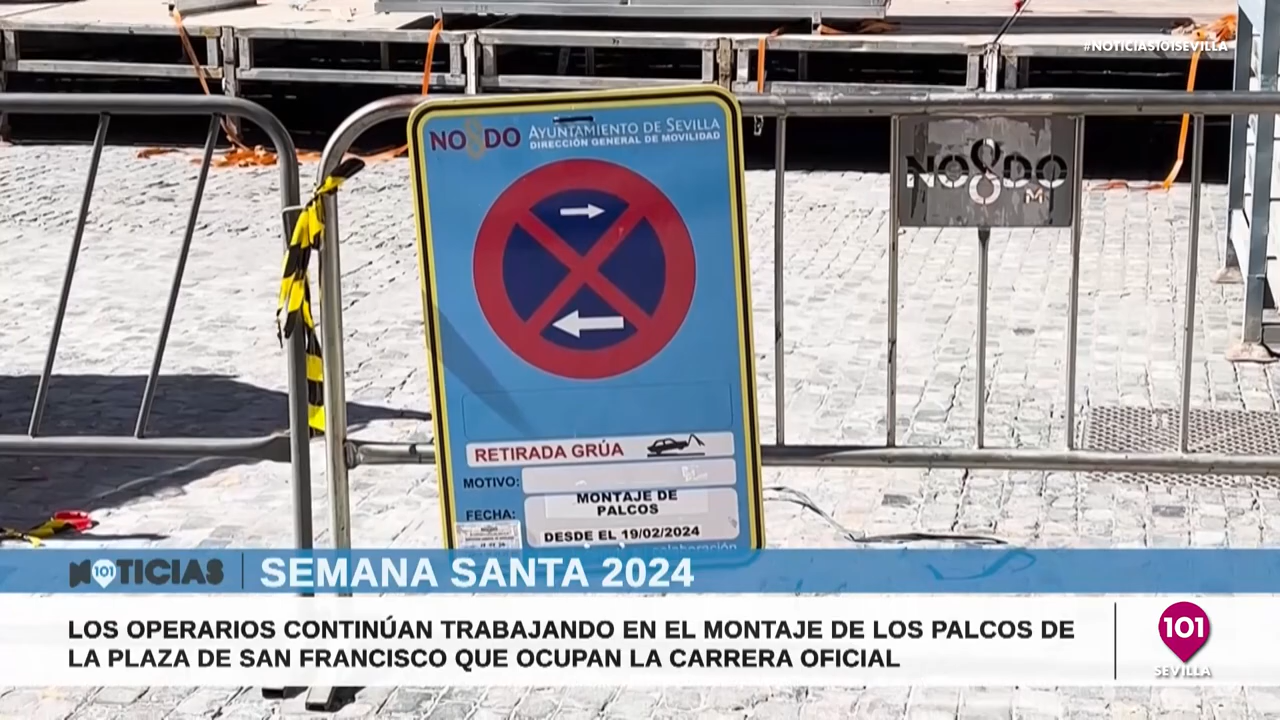 #NOTICIAS101SEVILLA
NO8DO AYUNTAMIENTO DE SEVILLA
DIRECCIÓN GENERAL DE MOVILIDAD
NO8DO
M
RETIRADA GRÚA
MOTIVO:
MONTAJE DE
PALCOS
FECHA:
DESDE EL 19/02/2024
colaboración
NOTICIAS 101 SEMANA SANTA 2024
LOS OPERARIOS CONTINÚAN TRABAJANDO EN EL MONTAJE DE LOS PALCOS DE
LA PLAZA DE SAN FRANCISCO QUE OCUPAN LA CARRERA OFICIAL
101
SEVILLA